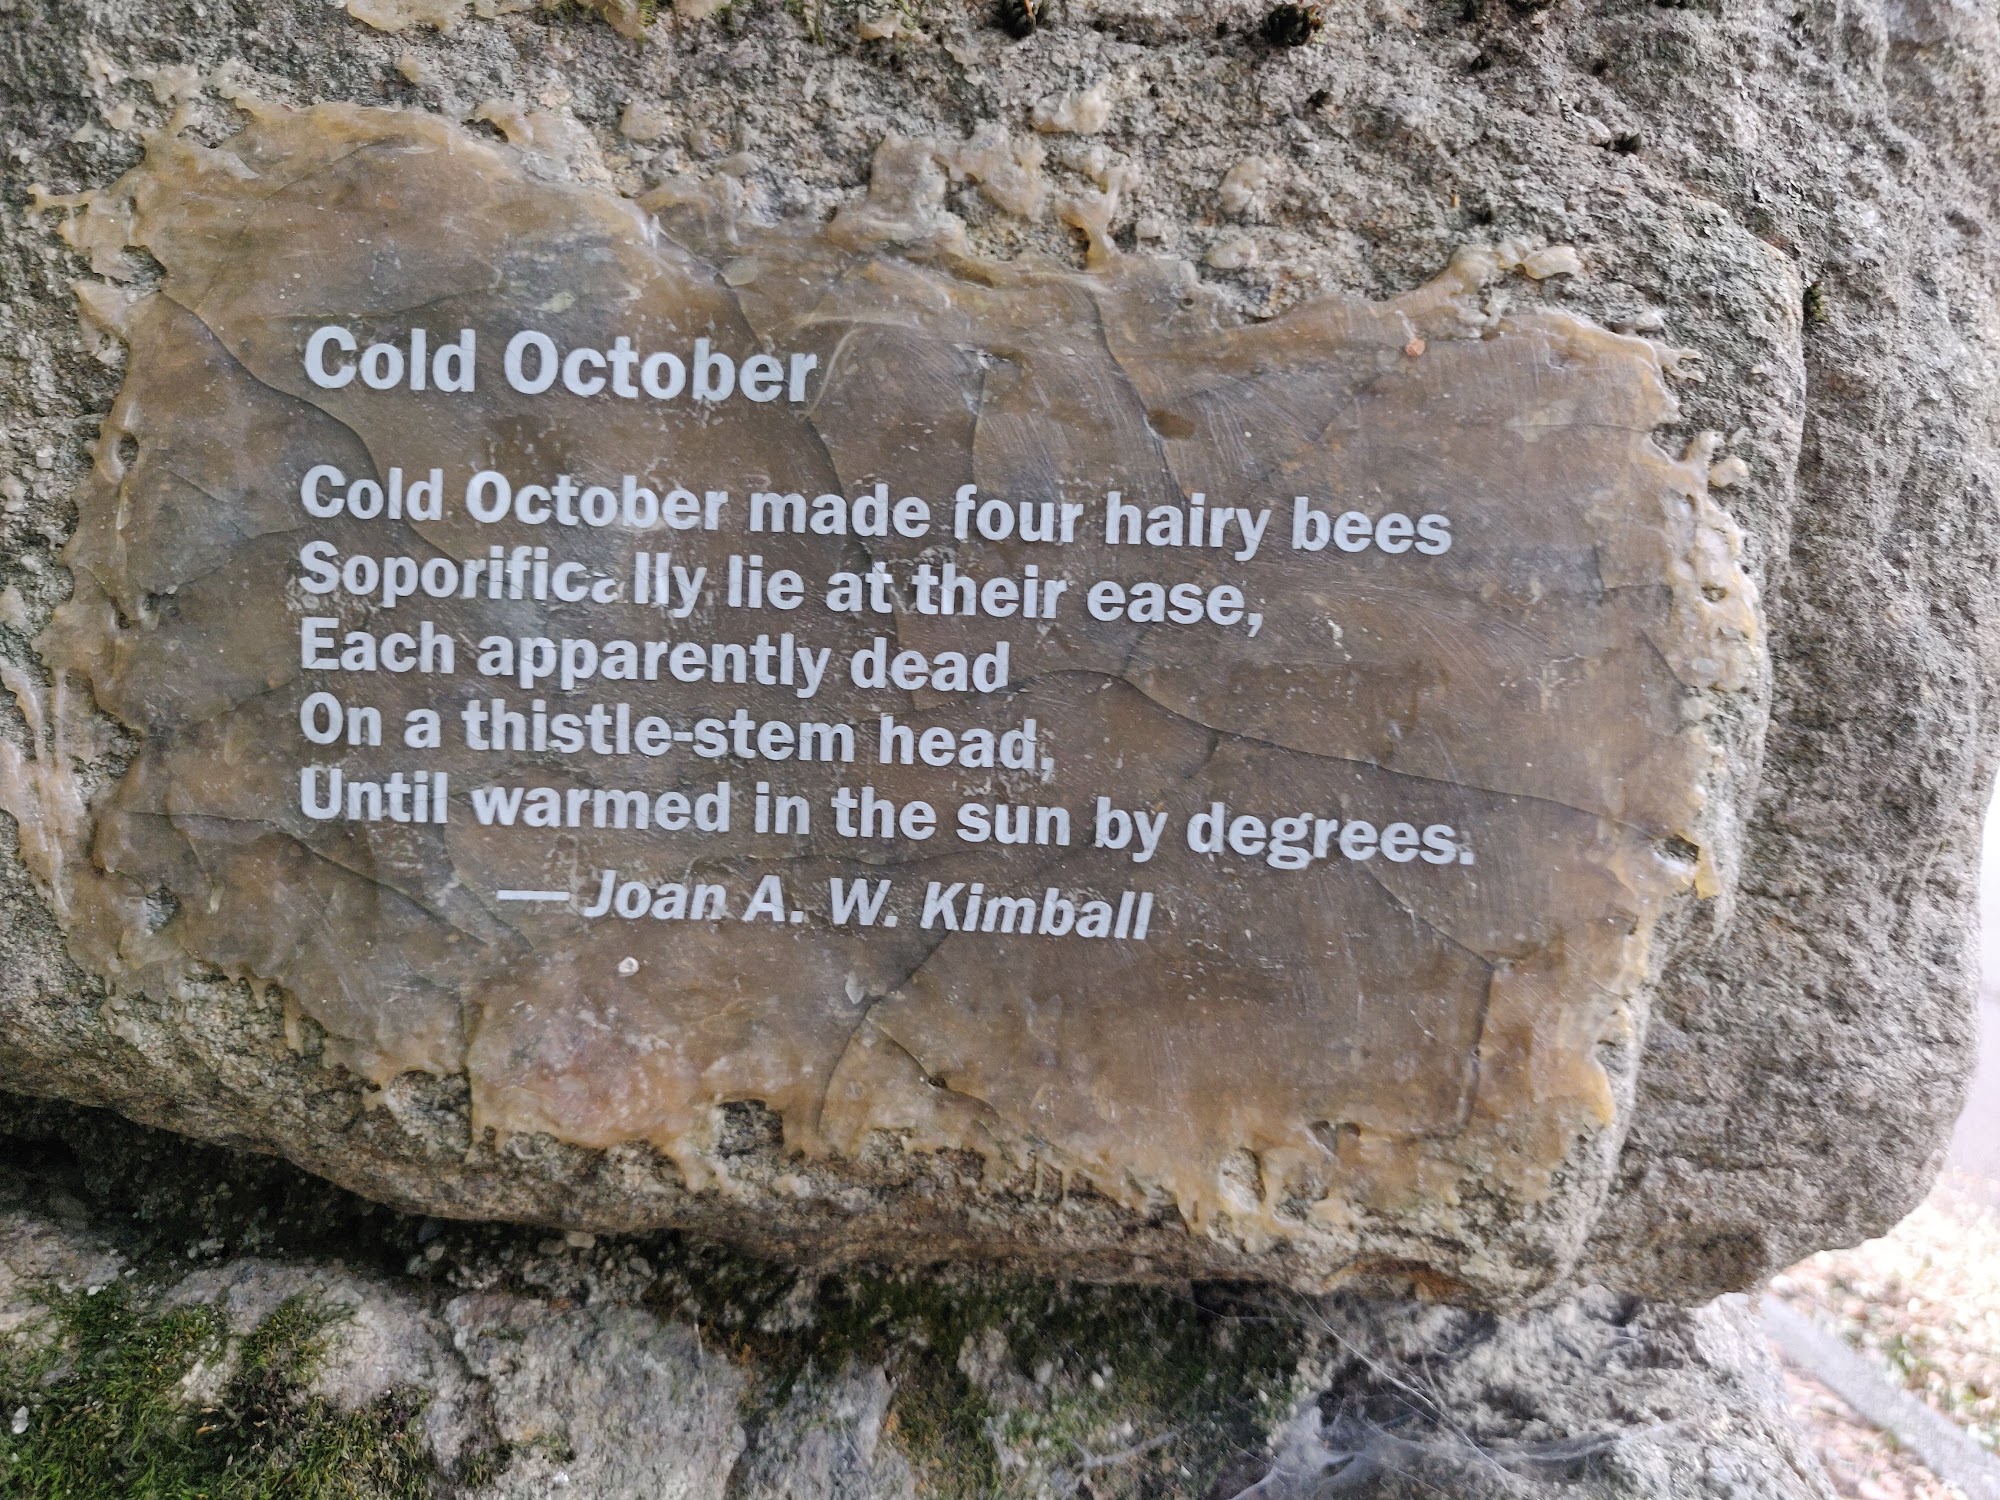 Cold October
Cold October made four hairy bees
Soporifically lie at their ease,
Each apparently dead
On a thistle-stem head,
Until warmed in the sun by degrees.
— Joan A. W. Kimball